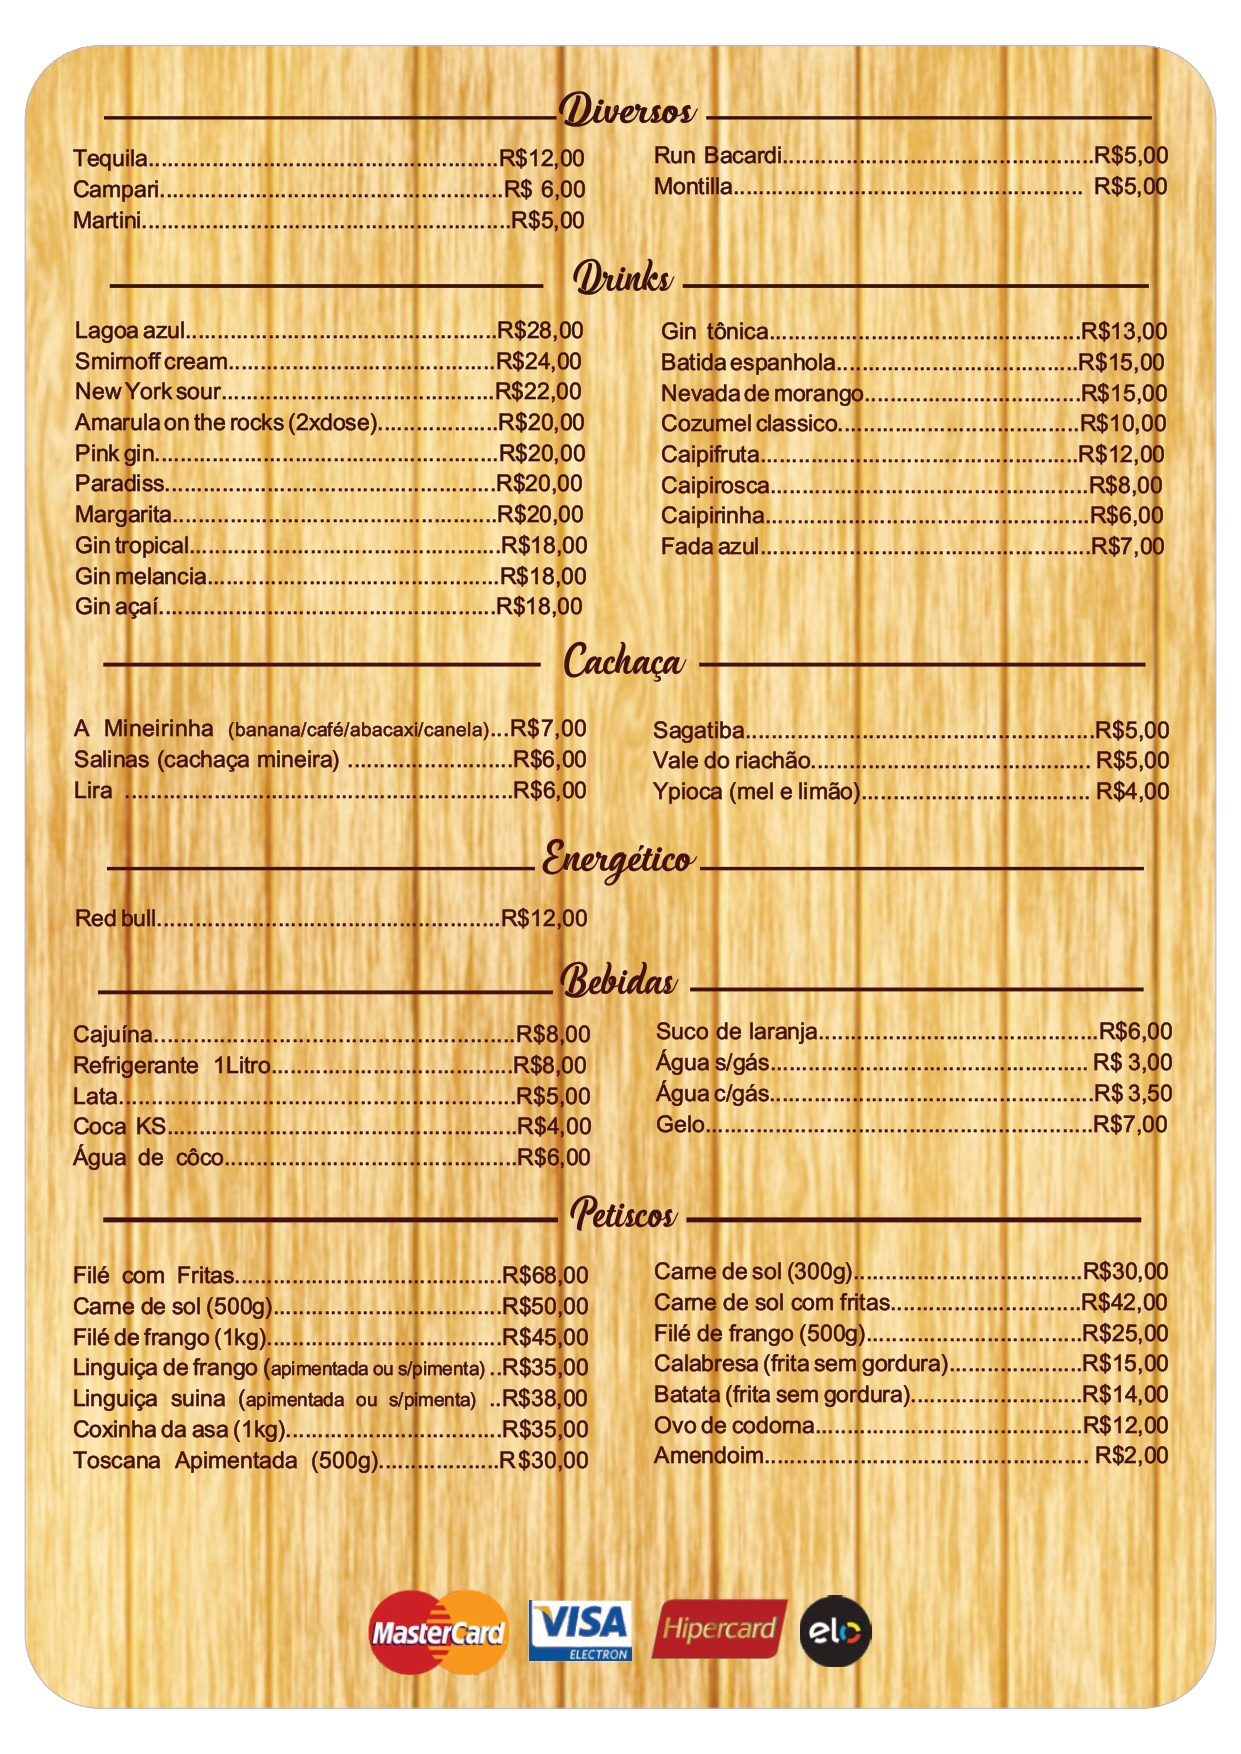 Diversos
Tequila......................................................R$12,00
Campari.....................................................R$ 6,00
Martini.........................................................R$5,00
Run Bacardi................................................R$5,00
Montilla...................................................... R$5,00
Drinks
Lagoa azul................................................R$28,00
Smirnoff cream.........................................R$24,00
New York sour..........................................R$22,00
Amarula on the rocks (2xdose)...................R$20,00
Pink gin.....................................................R$20,00
Paradiss...................................................R$20,00
Margarita..................................................R$20,00
Gin tropical................................................R$18,00
Gin melancia.............................................R$18,00
Gin açaí....................................................R$18,00
Gin tônica................................................R$13,00
Batida espanhola.....................................R$15,00
Nevada de morango.................................R$15,00
Cozumel classico.....................................R$10,00
Caipifruta.................................................R$12,00
Caipirosca.................................................R$8,00
Caipirinha..................................................R$6,00
Fada azul...................................................R$7,00
Cachaça
A Mineirinha (banana/café/abacaxi/canela)...R$7,00
Salinas (cachaça mineira) ..........................R$6,00
Lira ............................................................R$6,00
Sagatiba......................................................R$5,00
Vale do riachão........................................... R$5,00
Ypioca (mel e limão)................................... R$4,00
Energético
Red bull.....................................................R$12,00
Bebidas
Cajuína........................................................R$8,00
Refrigerante 1Litro.....................................R$8,00
Lata.............................................................R$5,00
Coca KS......................................................R$4,00
Água de côco.............................................R$6,00
Suco de laranja...........................................R$6,00
Água s/gás................................................. R$ 3,00
Água c/gás..................................................R$ 3,50
Gelo............................................................R$7,00
Petiscos
Filé com Fritas.........................................R$68,00
Carne de sol (500g)...................................R$50,00
Filé de frango (1kg)....................................R$45,00
Linguiça de frango (apimentada ou s/pimenta) ..R$35,00
Linguiça suina (apimentada ou s/pimenta) ..R$38,00
Coxinha da asa (1kg).................................R$35,00
Toscana Apimentada (500g)...................R$30,00
Carne de sol (300g)...................................R$30,00
Carne de sol com fritas.............................R$42,00
Filé de frango (500g).................................R$25,00
Calabresa (frita sem gordura).....................R$15,00
Batata (frita sem gordura)..........................R$14,00
Ovo de codorna.........................................R$12,00
Amendoim.................................................. R$2,00
MasterCard
VISA
ELECTRON
Hipercard
elo